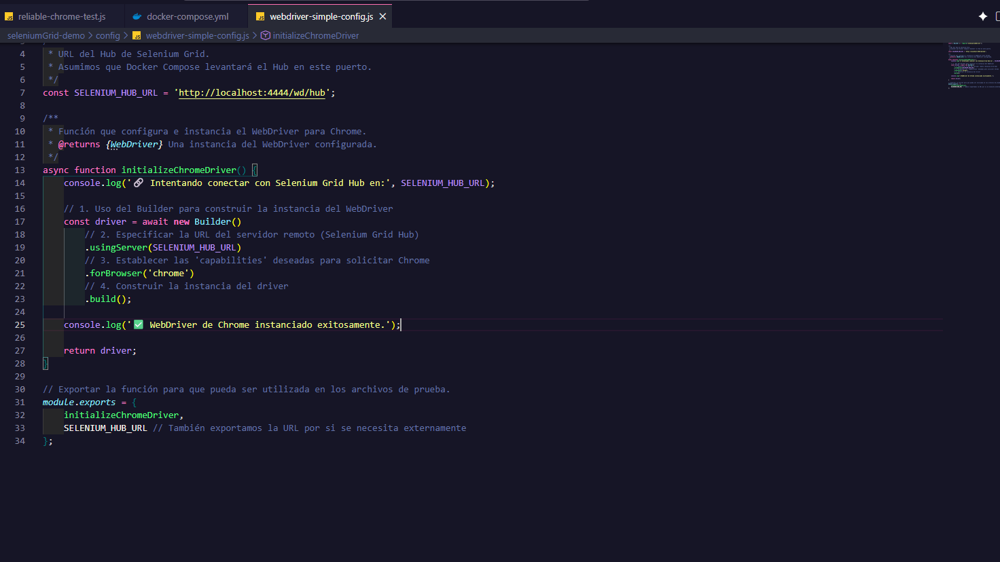 reliable-chrome-test.js docker-compose.yml webdriver-simple-config.js
seleniumGrid-demo > config > webdriver-simple-config.js > initializeChromeDriver
4 * URL del Hub de Selenium Grid.
5 * Asumimos que Docker Compose levantará el Hub en este puerto.
6 */
7 const SELENIUM_HUB_URL = 'http://localhost:4444/wd/hub';
8
9 /**
10 * Función que configura e instancia el WebDriver para Chrome.
11 * @returns {WebDriver} Una instancia del WebDriver configurada.
12 */
13 async function initializeChromeDriver() {
14 console.log('🔗 Intentando conectar con Selenium Grid Hub en:', SELENIUM_HUB_URL);
15
16 // 1. Uso del Builder para construir la instancia del WebDriver
17 const driver = await new Builder()
18 // 2. Especificar la URL del servidor remoto (Selenium Grid Hub)
19 .usingServer(SELENIUM_HUB_URL)
20 // 3. Establecer las 'capabilities' deseadas para solicitar Chrome
21 .forBrowser('chrome')
22 // 4. Construir la instancia del driver
23 .build();
24
25 console.log('✅ WebDriver de Chrome instanciado exitosamente.');
26
27 return driver;
28 }
29
30 // Exportar la función para que pueda ser utilizada en los archivos de prueba.
31 module.exports = {
32 initializeChromeDriver,
33 SELENIUM_HUB_URL // También exportamos la URL por si se necesita externamente
34 };